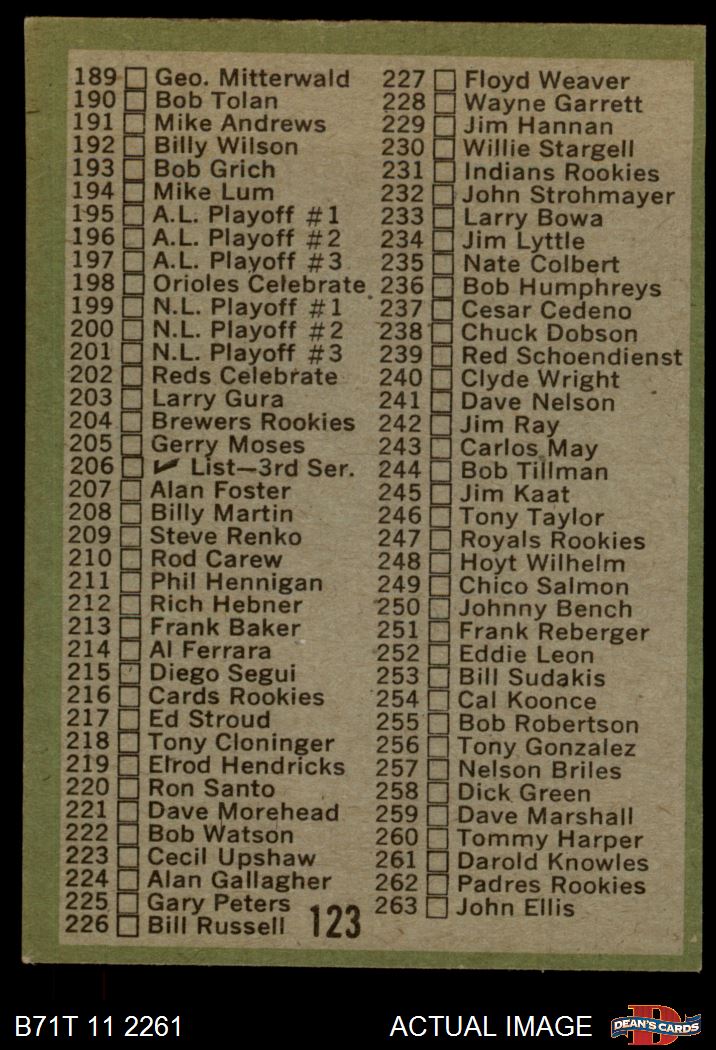 189 Geo. Mitterwald
190 Bob Tolan
191 Mike Andrews
192 Billy Wilson
193 Bob Grich
194 Mike Lum
195 A.L. Playoff #1
196 A.L. Playoff #2
197 A.L. Playoff #3
198 Orioles Celebrate
199 N.L. Playoff #1
200 N.L. Playoff #2
201 N.L. Playoff #3
202 Reds Celebrate
203 Larry Gura
204 Brewers Rookies
205 Gerry Moses
206 ✓ List—3rd Ser.
207 Alan Foster
208 Billy Martin
209 Steve Renko
210 Rod Carew
211 Phil Hennigan
212 Rich Hebner
213 Frank Baker
214 Al Ferrara
215 Diego Segui
216 Cards Rookies
217 Ed Stroud
218 Tony Cloninger
219 Elrod Hendricks
220 Ron Santo
221 Dave Morehead
222 Bob Watson
223 Cecil Upshaw
224 Alan Gallagher
225 Gary Peters
226 Bill Russell
123
227 Floyd Weaver
228 Wayne Garrett
229 Jim Hannan
230 Willie Stargell
231 Indians Rookies
232 John Strohmayer
233 Larry Bowa
234 Jim Lyttle
235 Nate Colbert
236 Bob Humphreys
237 Cesar Cedeno
238 Chuck Dobson
239 Red Schoendienst
240 Clyde Wright
241 Dave Nelson
242 Jim Ray
243 Carlos May
244 Bob Tillman
245 Jim Kaat
246 Tony Taylor
247 Royals Rookies
248 Hoyt Wilhelm
249 Chico Salmon
250 Johnny Bench
251 Frank Reberger
252 Eddie Leon
253 Bill Sudakis
254 Cal Koonce
255 Bob Robertson
256 Tony Gonzalez
257 Nelson Briles
258 Dick Green
259 Dave Marshall
260 Tommy Harper
261 Darold Knowles
262 Padres Rookies
263 John Ellis
B71T 11 2261
ACTUAL IMAGE
D
DEAN'S CARDS